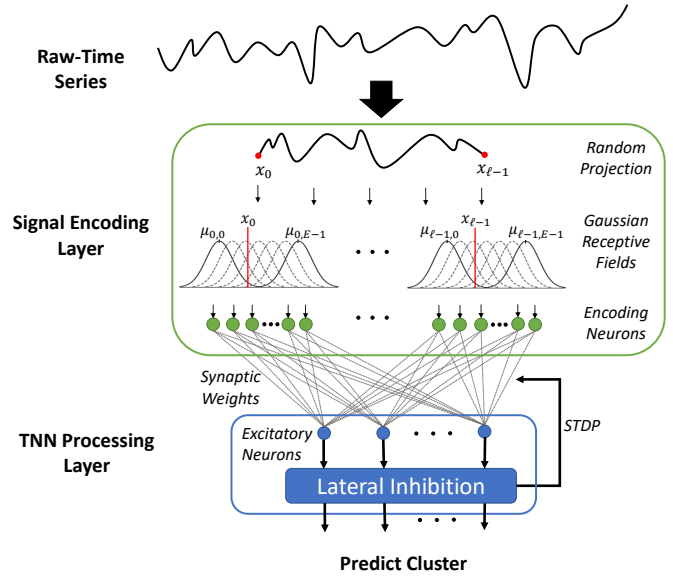 Raw-Time
Series
x₀
xℓ₋₁
Random
Projection
Signal Encoding
Layer
μ₀,₀
x₀
μ₀,E₋₁
μℓ₋₁,₀
xℓ₋₁
μℓ₋₁,E₋₁
Gaussian
Receptive
Fields
Encoding
Neurons
Synaptic
Weights
STDP
TNN Processing
Layer
Excitatory
Neurons
Lateral Inhibition
Predict Cluster